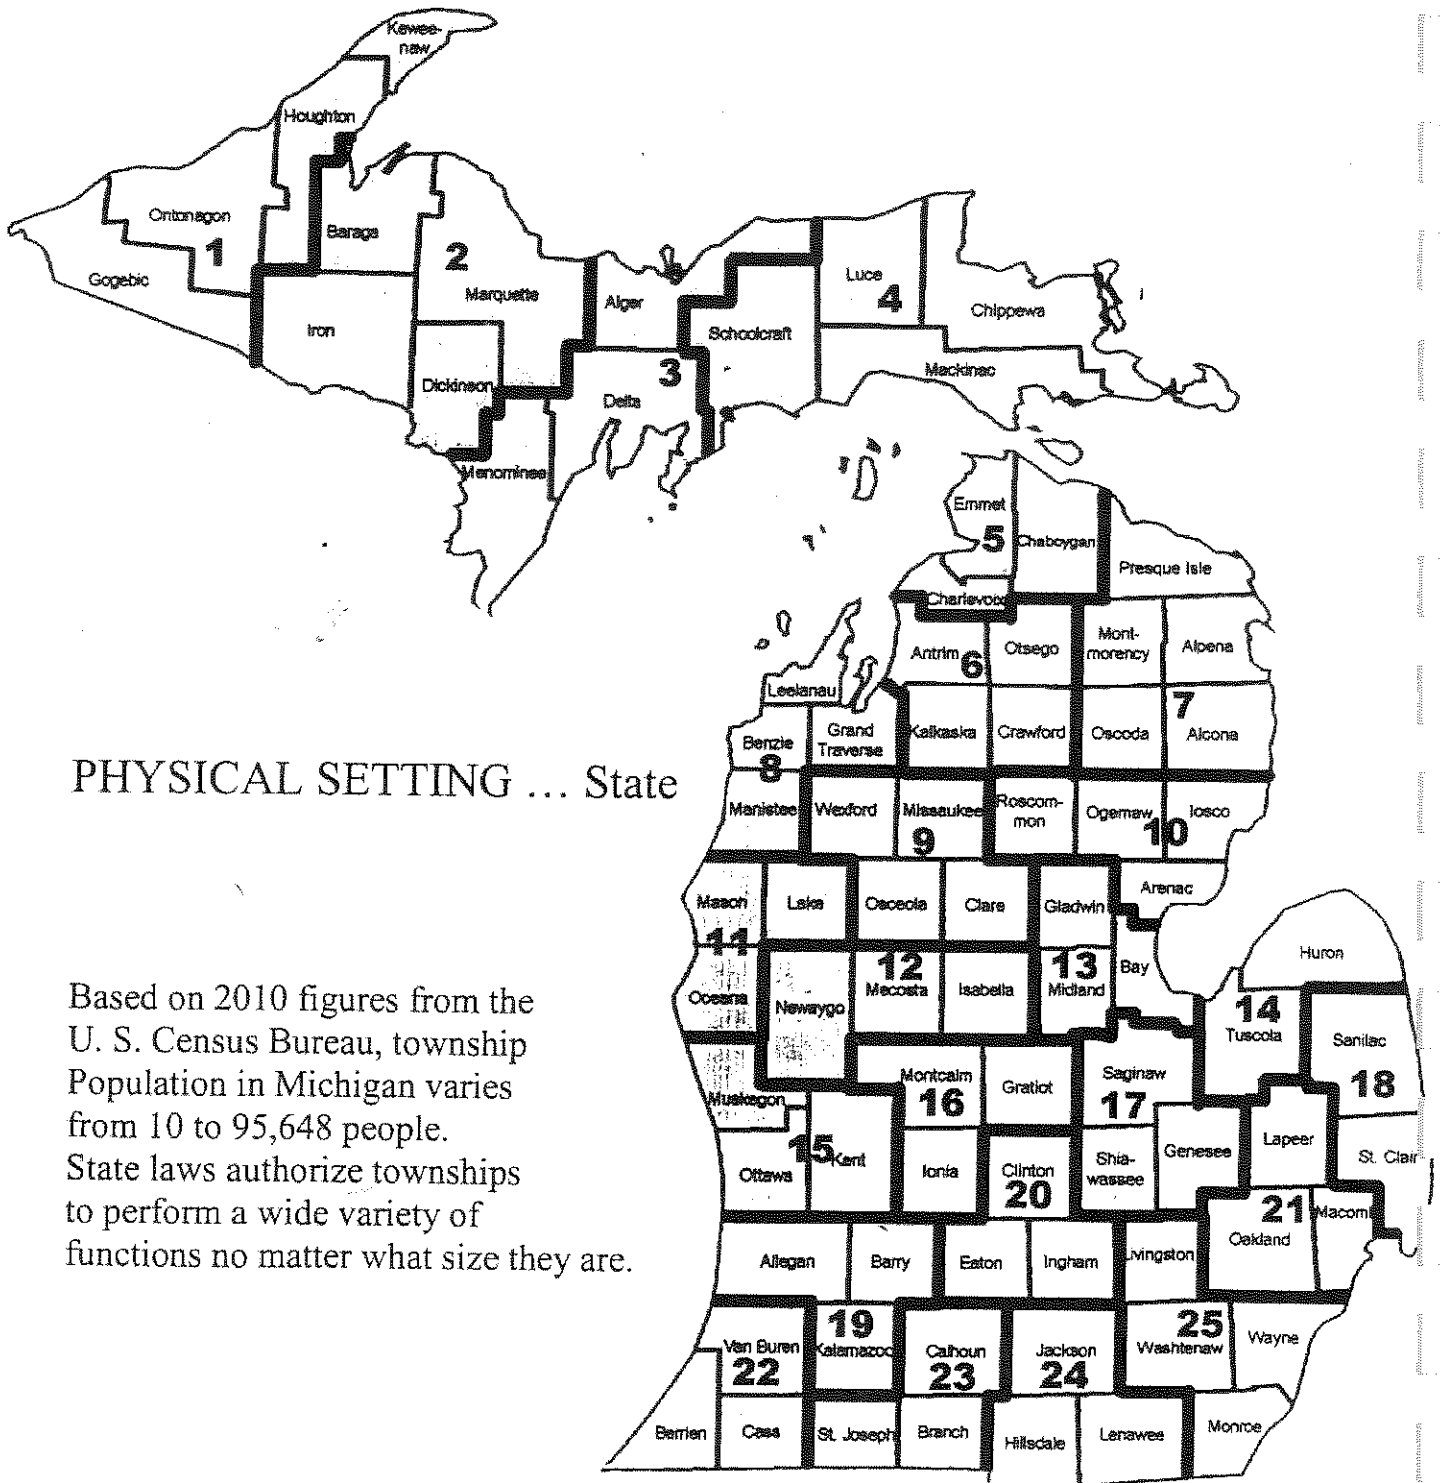 Kewee-
naw
Houghton
Ontonagon
1
Baraga
2
Gogebic
Marquette
Alger
Luce
4
Chippewa
Iron
Schoolcraft
Mackinac
Dickinson
3
Delta
Menominee
Emmet
5
Chaboygan
Presque Isle
Charlevoix
Antrim
6
Otsego
Mont-
morency
Alpena
Leelanau
7
Benzie
Grand
Traverse
Kalkaska
Crawford
Oscoda
Alcona
8
PHYSICAL SETTING ... State
Manistee
Wexford
Missaukee
Roscom-
mon
Ogemaw
Iosco
9
10
Arenac
Mason
Lake
Osceola
Clare
Gladwin
11
Huron
12
13
Bay
Oceana
Newaygo
Mecosta
Isabella
Midland
14
Tuscola
Sanilac
Based on 2010 figures from the
U. S. Census Bureau, township
Population in Michigan varies
from 10 to 95,648 people.
State laws authorize townships
to perform a wide variety of
functions no matter what size they are.
Montcalm
16
Gratiot
Saginaw
17
18
Muskegon
15
Kent
Ottawa
Ionia
Clinton
20
Shia-
wassee
Genesee
Lapeer
St. Clair
21
Macomb
Oakland
Allegan
Barry
Eaton
Ingham
Livingston
19
25
Van Buren
22
Kalamazoo
Calhoun
23
Jackson
24
Washtenaw
Wayne
Berrien
Cass
St. Joseph
Branch
Hillsdale
Lenawee
Monroe